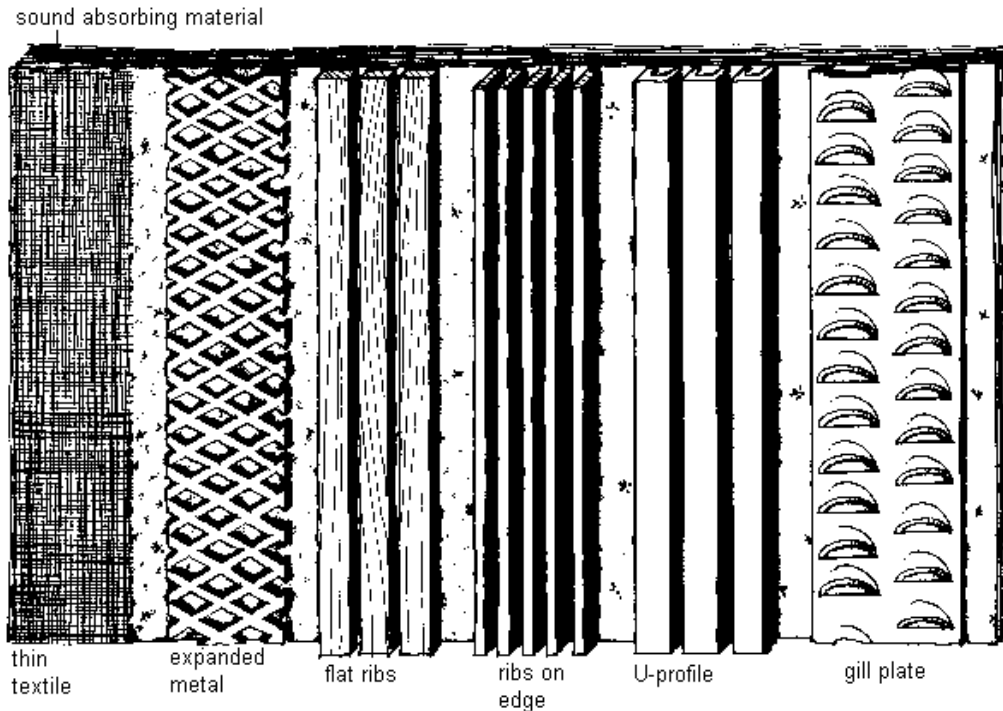 sound absorbing material
thin
textile
expanded
metal
flat ribs
ribs on
edge
U-profile
gill plate